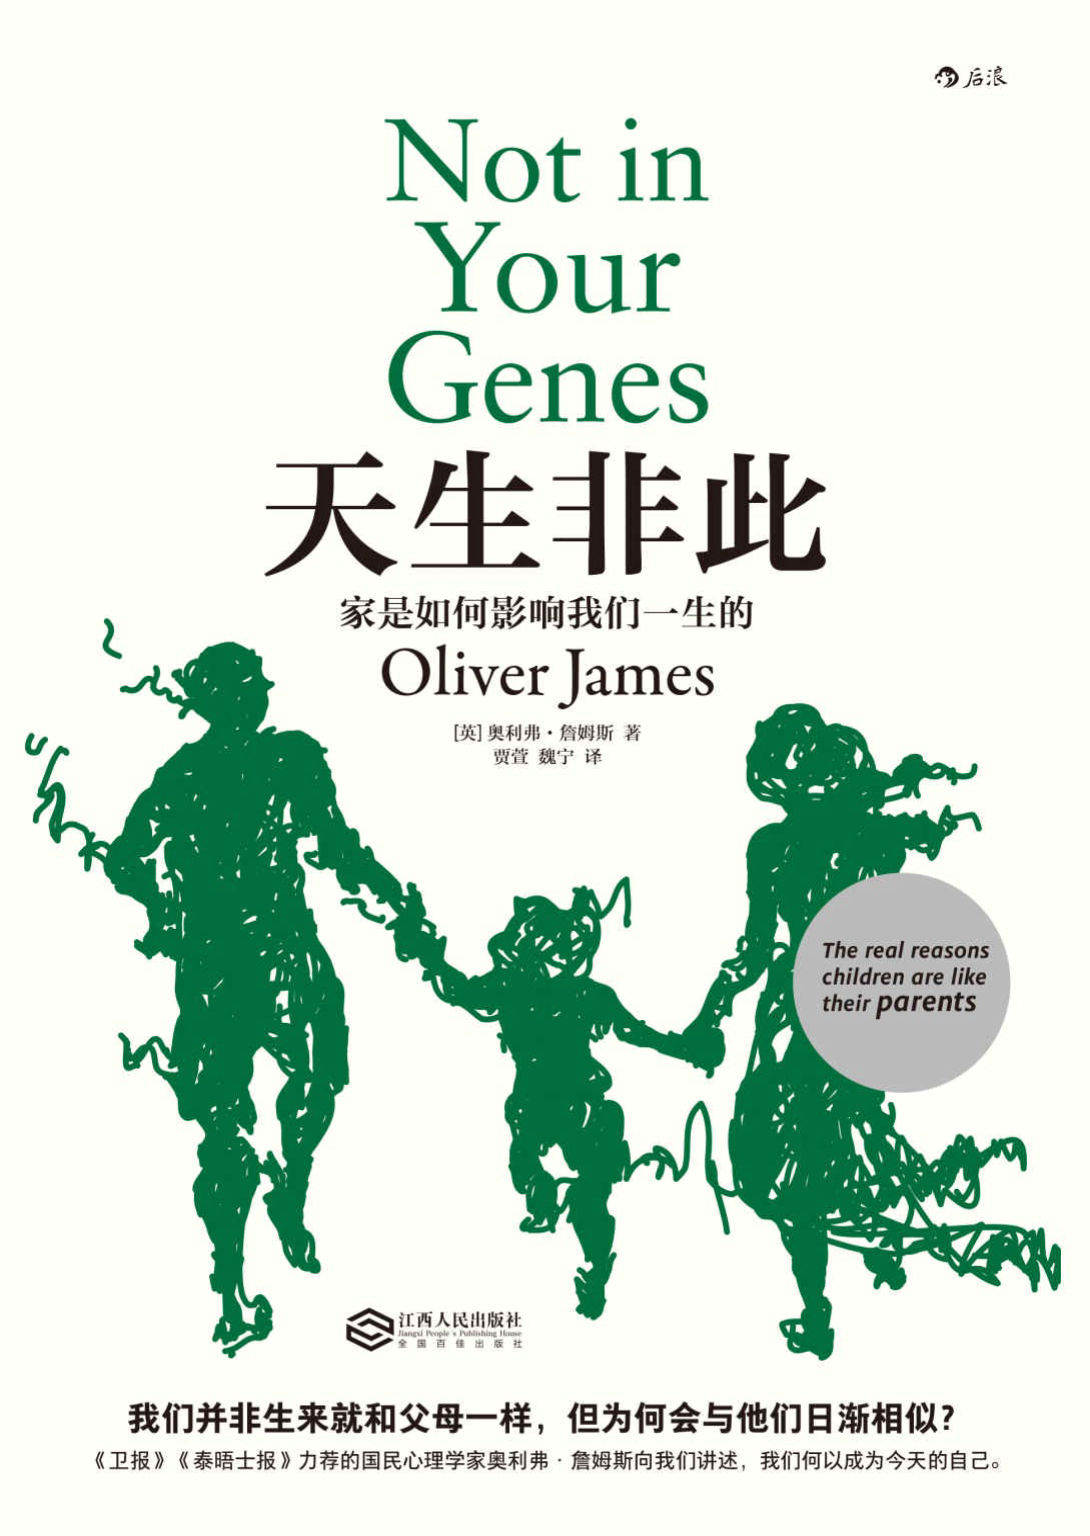 后浪
Not in
Your
Genes
天生非此
家是如何影响我们一生的
Oliver James
[英] 奥利弗·詹姆斯 著
贾萱 魏宁 译
The real reasons
children are like
their parents
江西人民出版社
Jiangxi People's Publishing House
全国百佳出版社
我们并非生来就和父母一样，但为何会与他们日渐相似？
《卫报》《泰晤士报》力荐的国民心理学家奥利弗·詹姆斯向我们讲述，我们何以成为今天的自己。